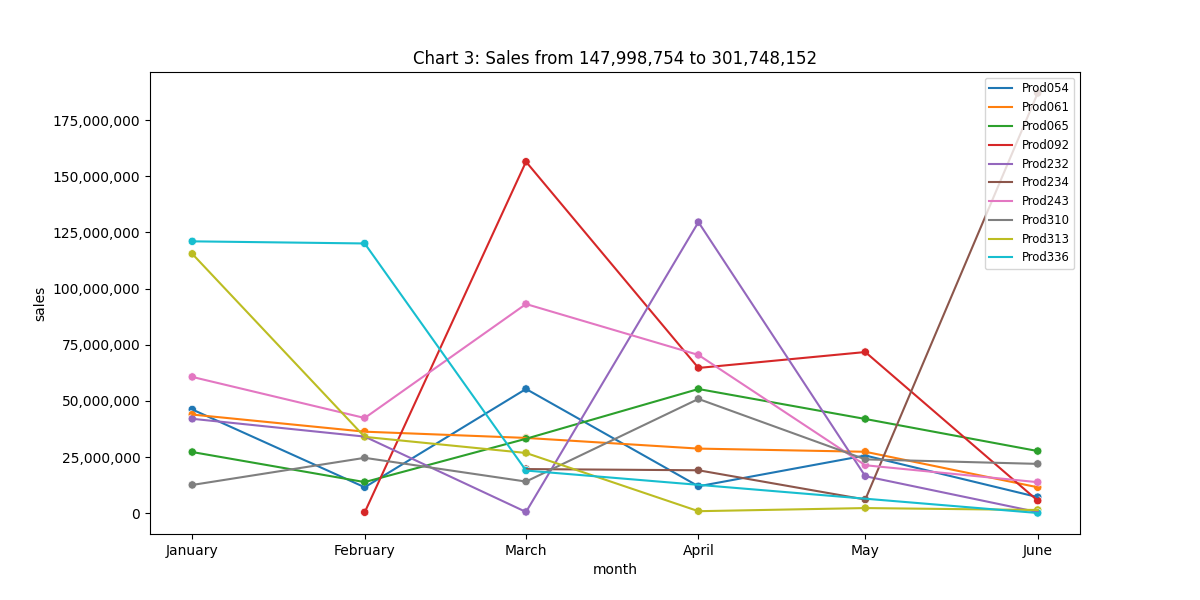 Chart 3: Sales from 147,998,754 to 301,748,152
Prod054
Prod061
Prod065
Prod092
Prod232
Prod234
Prod243
Prod310
Prod313
Prod336
sales
175,000,000
150,000,000
125,000,000
100,000,000
75,000,000
50,000,000
25,000,000
0
January February March April May June
month